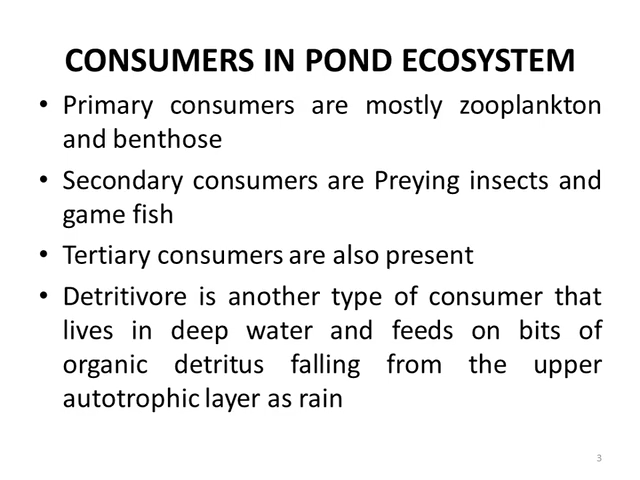 CONSUMERS IN POND ECOSYSTEM
• Primary consumers are mostly zooplankton
and benthose
• Secondary consumers are Preying insects and
game fish
• Tertiary consumers are also present
• Detritivore is another type of consumer that
lives in deep water and feeds on bits of
organic detritus falling from the upper
autotrophic layer as rain
3